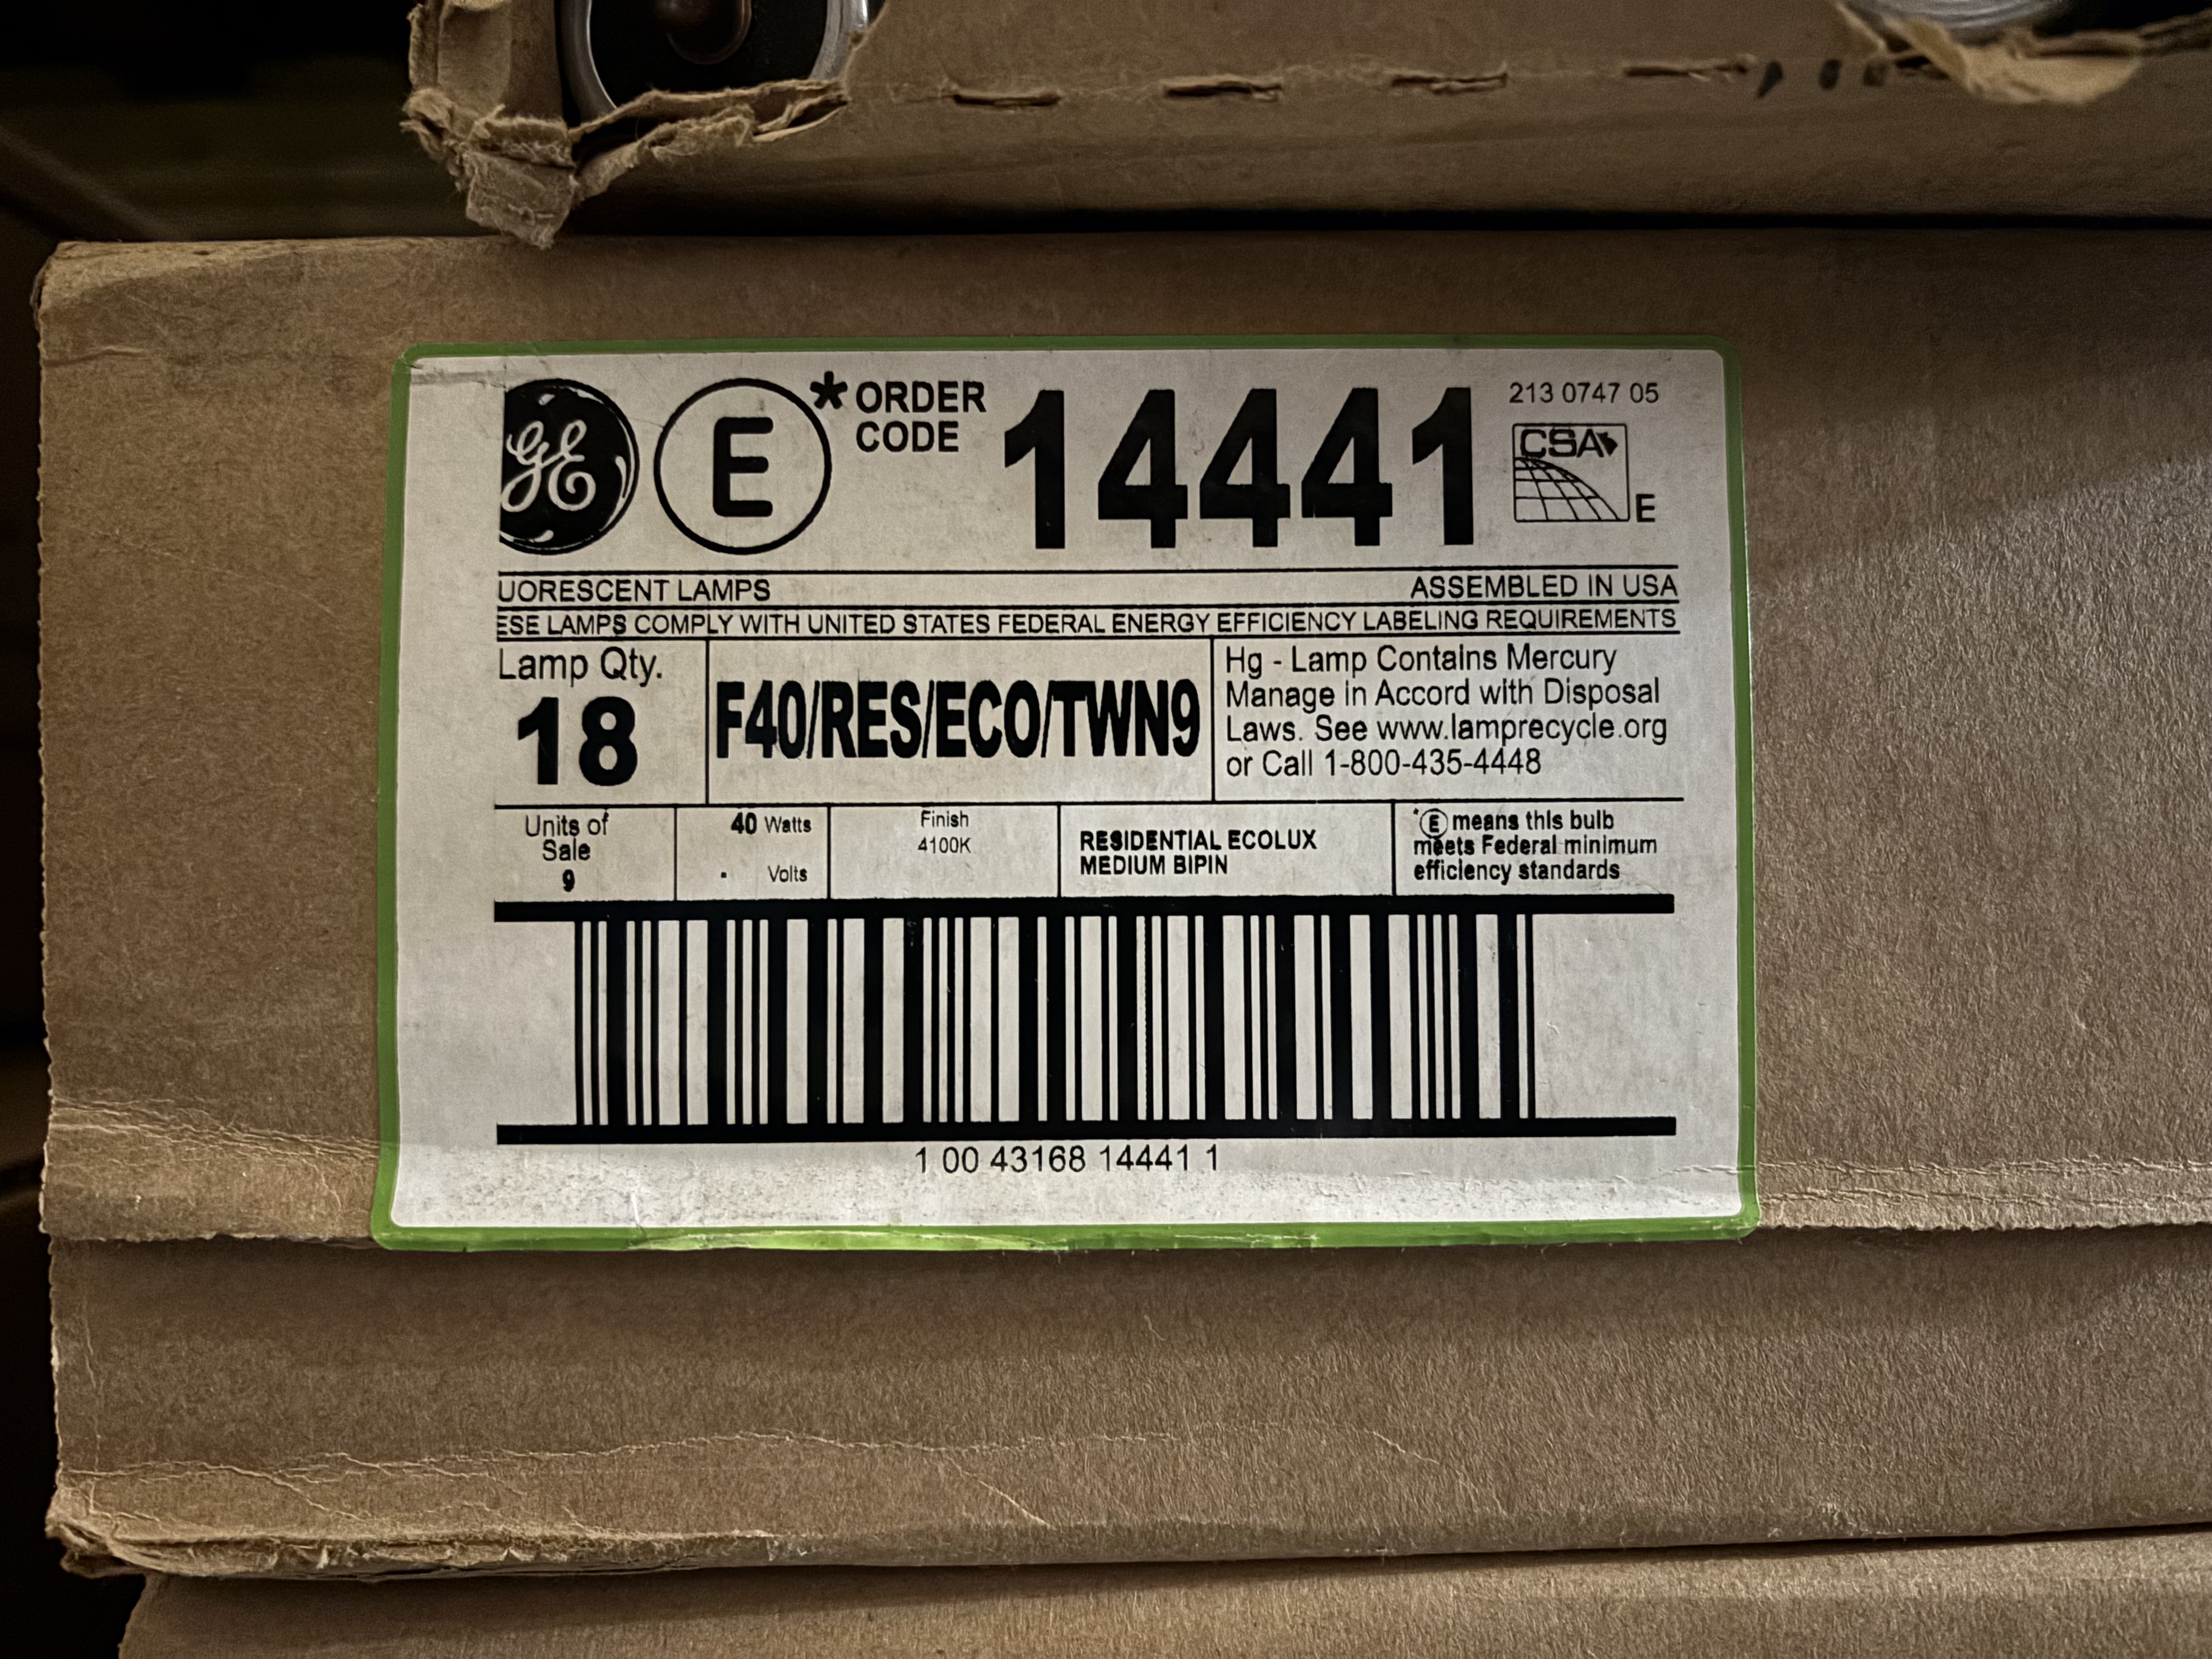 GE E * ORDER CODE 14441 213 0747 05
CSA E
UORESCENT LAMPS ASSEMBLED IN USA
ESE LAMPS COMPLY WITH UNITED STATES FEDERAL ENERGY EFFICIENCY LABELING REQUIREMENTS
Lamp Qty.
18
F40/RES/ECO/TWN9
Hg - Lamp Contains Mercury
Manage in Accord with Disposal
Laws. See www.lamprecycle.org
or Call 1-800-435-4448
Units of
Sale
9
40 Watts
. Volts
Finish
4100K
RESIDENTIAL ECOLUX
MEDIUM BIPIN
*E means this bulb
meets Federal minimum
efficiency standards
1 00 43168 14441 1